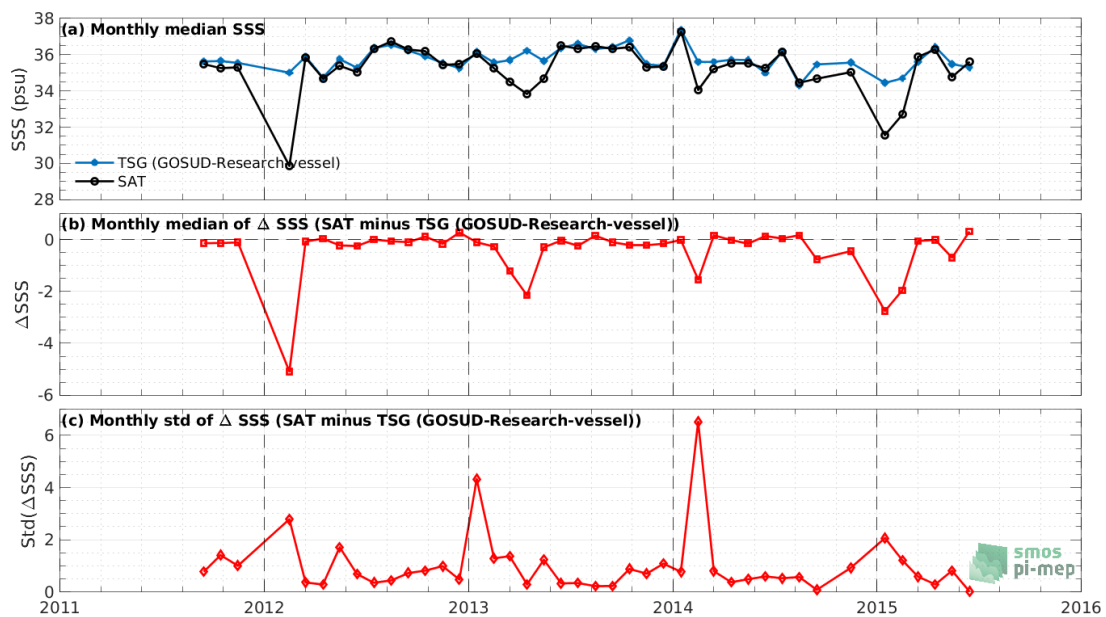 (a) Monthly median SSS
SSS (psu)
38
36
34
32
30
28
TSG (GOSUD-Research-vessel)
SAT
(b) Monthly median of Δ SSS (SAT minus TSG (GOSUD-Research-vessel))
ΔSSS
0
-2
-4
-6
(c) Monthly std of Δ SSS (SAT minus TSG (GOSUD-Research-vessel))
Std(ΔSSS)
6
4
2
0
smos
pi-mep
2011 2012 2013 2014 2015 2016